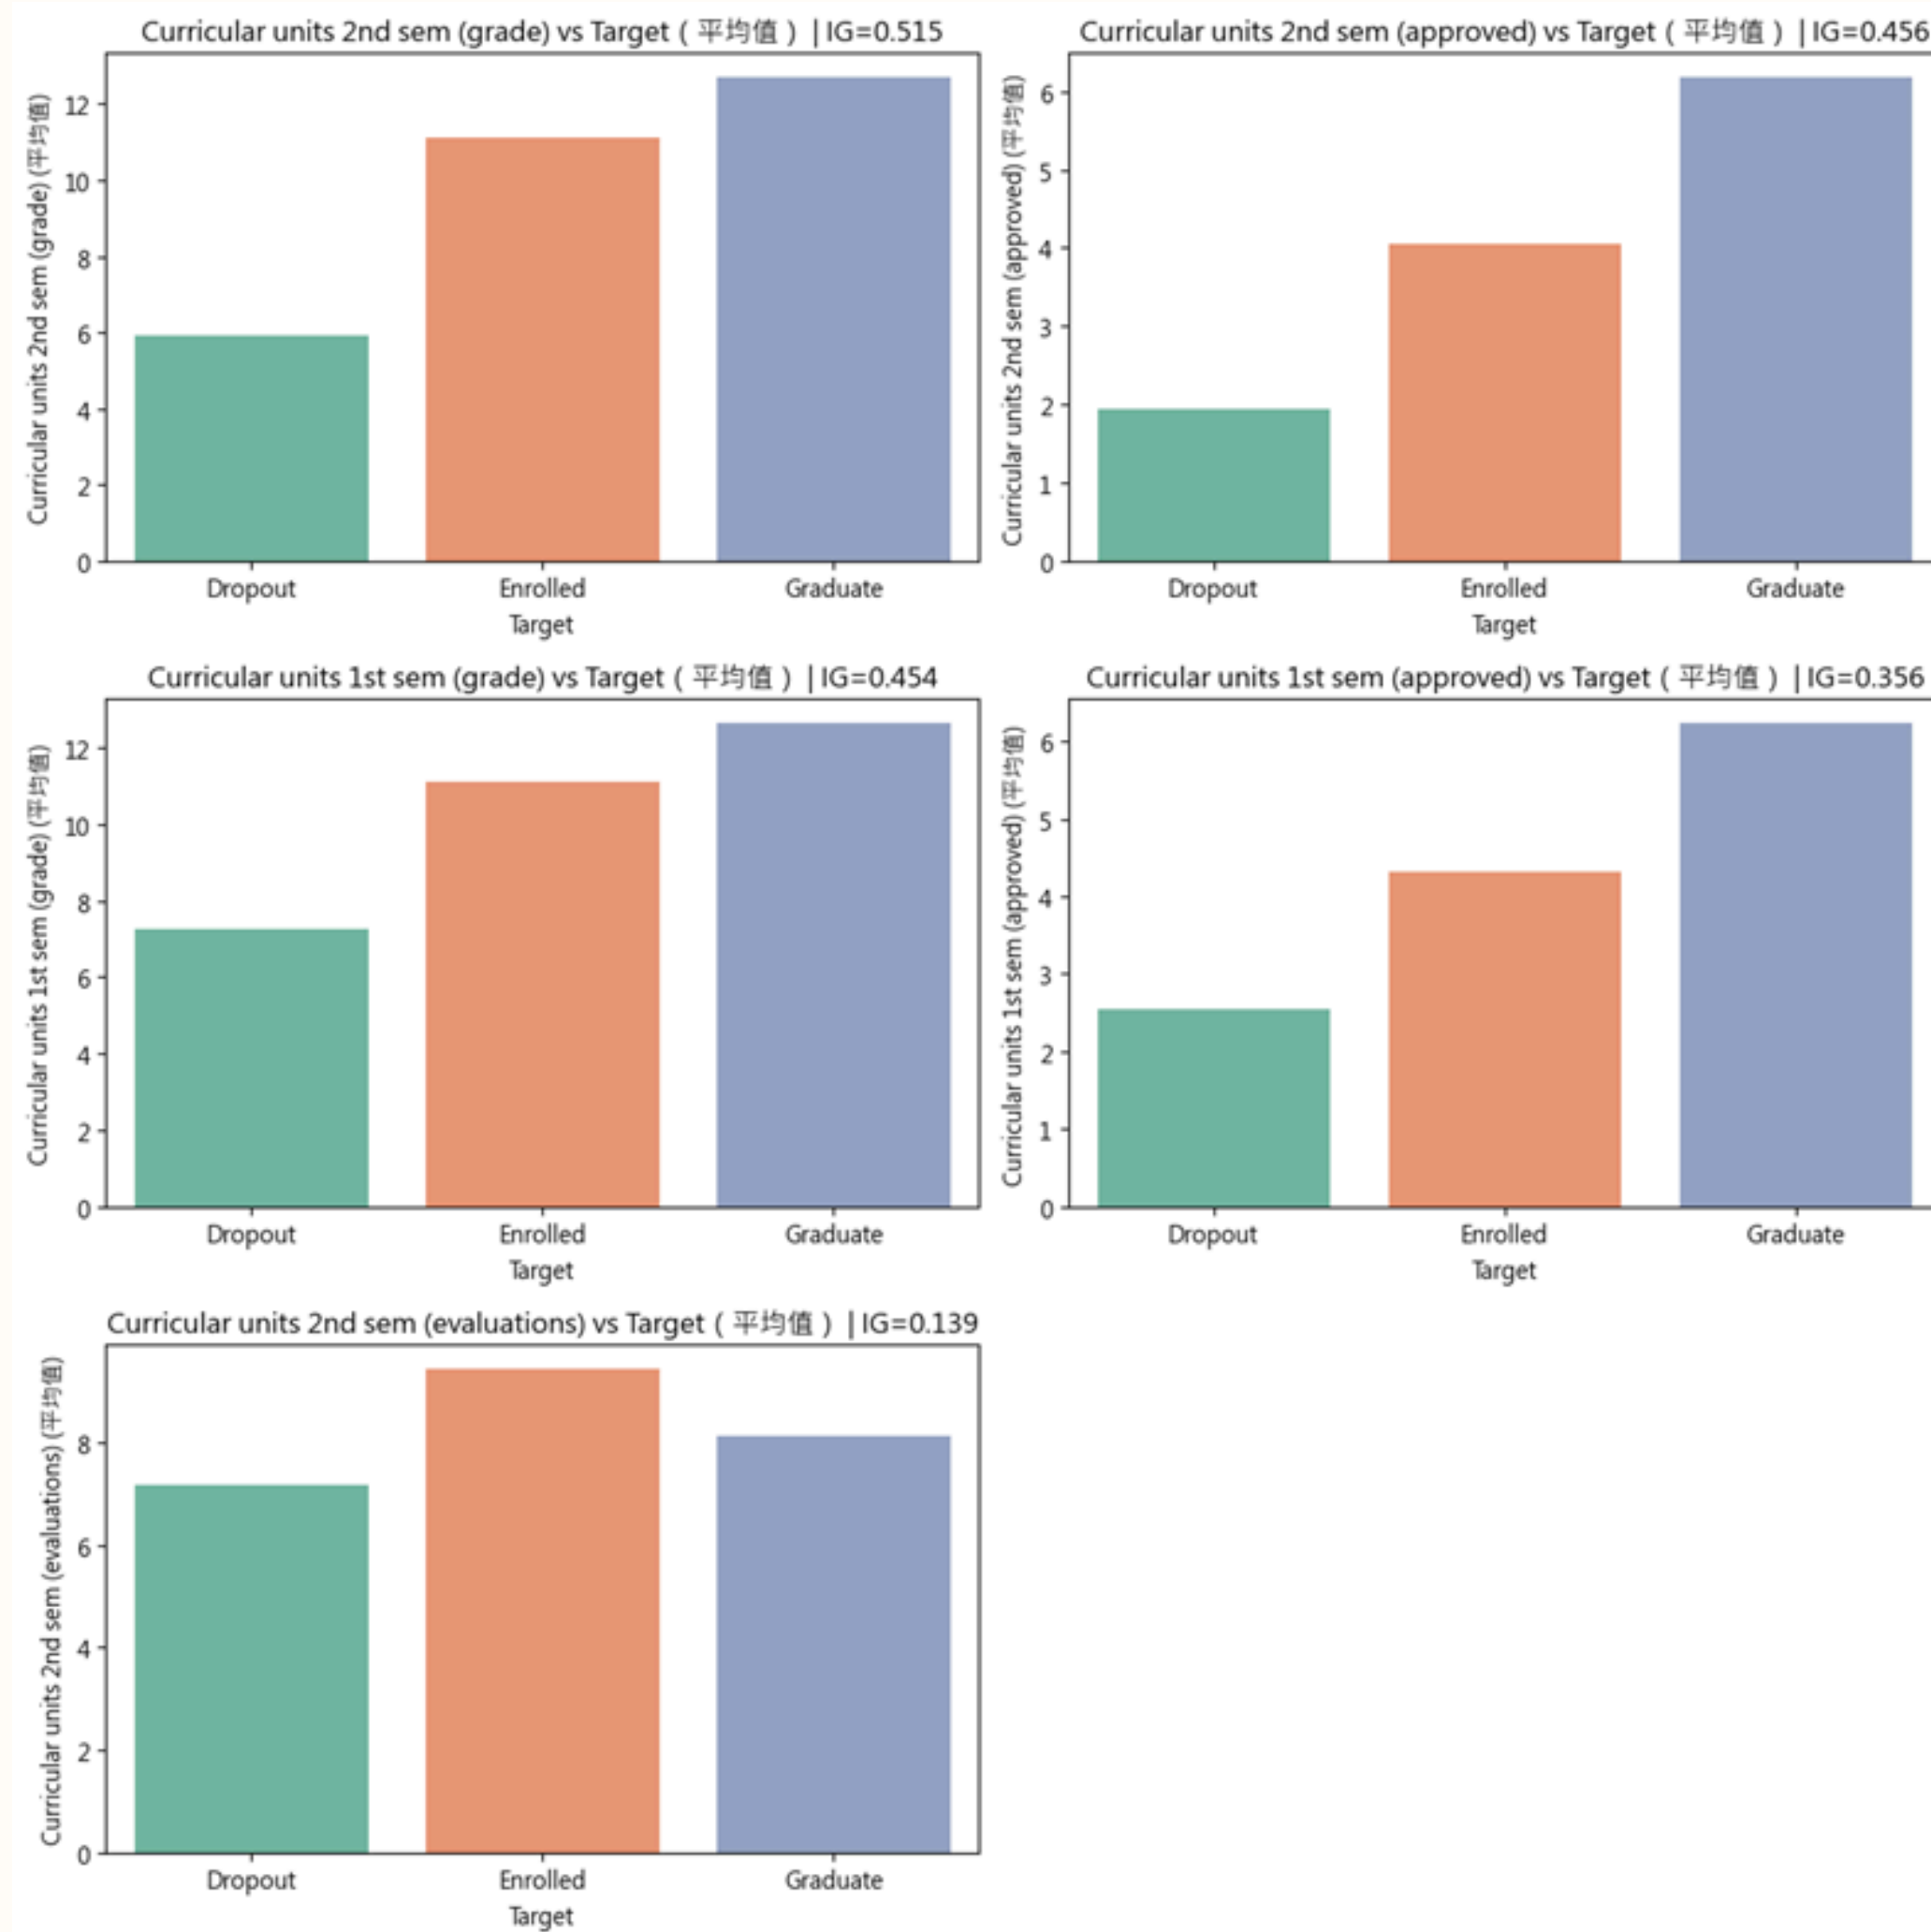 Curricular units 2nd sem (grade) vs Target ( 平均值 ) | IG=0.515
Curricular units 2nd sem (grade) (平均值)
12
10
8
6
4
2
0
Dropout Enrolled Graduate
Target
Curricular units 2nd sem (approved) vs Target ( 平均值 ) | IG=0.456
Curricular units 2nd sem (approved) (平均值)
6
5
4
3
2
1
0
Dropout Enrolled Graduate
Target
Curricular units 1st sem (grade) vs Target ( 平均值 ) | IG=0.454
Curricular units 1st sem (grade) (平均值)
12
10
8
6
4
2
0
Dropout Enrolled Graduate
Target
Curricular units 1st sem (approved) vs Target ( 平均值 ) | IG=0.356
Curricular units 1st sem (approved) (平均值)
6
5
4
3
2
1
0
Dropout Enrolled Graduate
Target
Curricular units 2nd sem (evaluations) vs Target ( 平均值 ) | IG=0.139
Curricular units 2nd sem (evaluations) (平均值)
8
6
4
2
0
Dropout Enrolled Graduate
Target